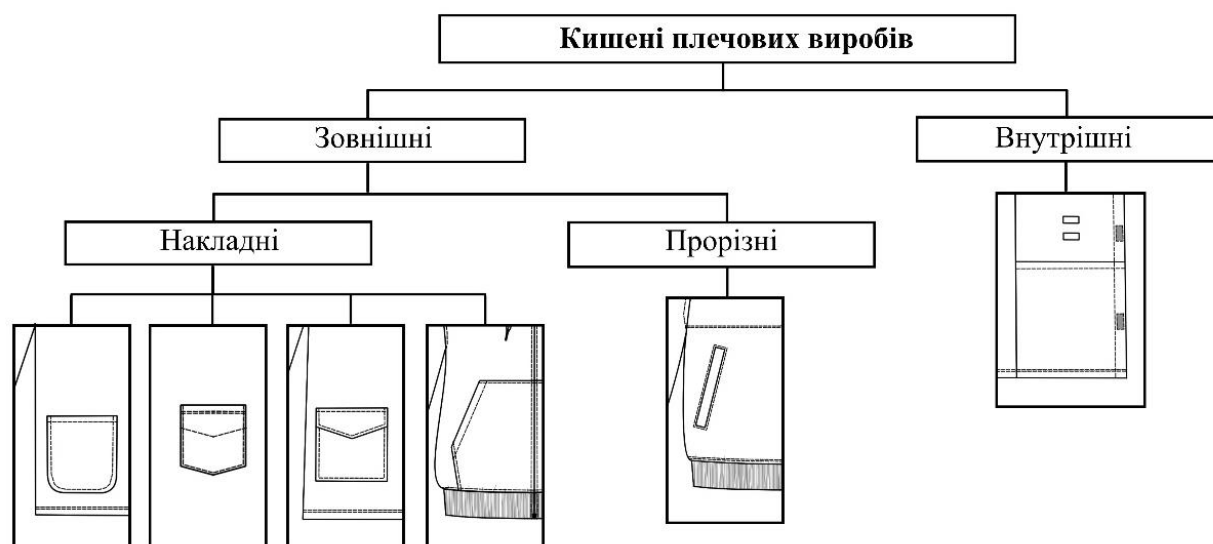 Кишені плечових виробів
Зовнішні
Внутрішні
Накладні
Прорізні